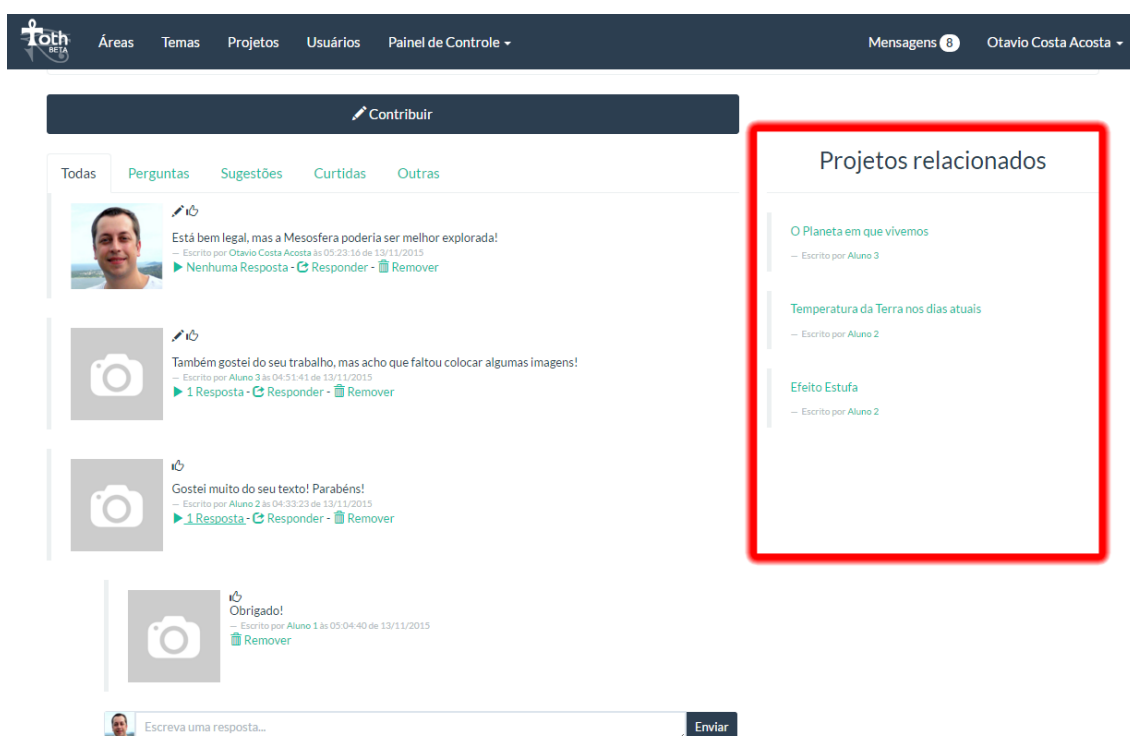 Toth
BETA
Áreas Temas Projetos Usuários Painel de Controle
Mensagens 8 Otavio Costa Acosta
Contribuir
Todas Perguntas Sugestões Curtidas Outras
Está bem legal, mas a Mesosfera poderia ser melhor explorada!
— Escrito por Otavio Costa Acosta às 05:23:16 de 13/11/2015
Nenhuma Resposta - Responder - Remover
Também gostei do seu trabalho, mas acho que faltou colocar algumas imagens!
— Escrito por Aluno 3 às 04:51:41 de 13/11/2015
1 Resposta - Responder - Remover
Gostei muito do seu texto! Parabéns!
— Escrito por Aluno 2 às 04:33:23 de 13/11/2015
1 Resposta - Responder - Remover
Obrigado!
— Escrito por Aluno 1 às 05:04:40 de 13/11/2015
Remover
Escreva uma resposta...
Enviar
Projetos relacionados
O Planeta em que vivemos
— Escrito por Aluno 3
Temperatura da Terra nos dias atuais
— Escrito por Aluno 2
Efeito Estufa
— Escrito por Aluno 2